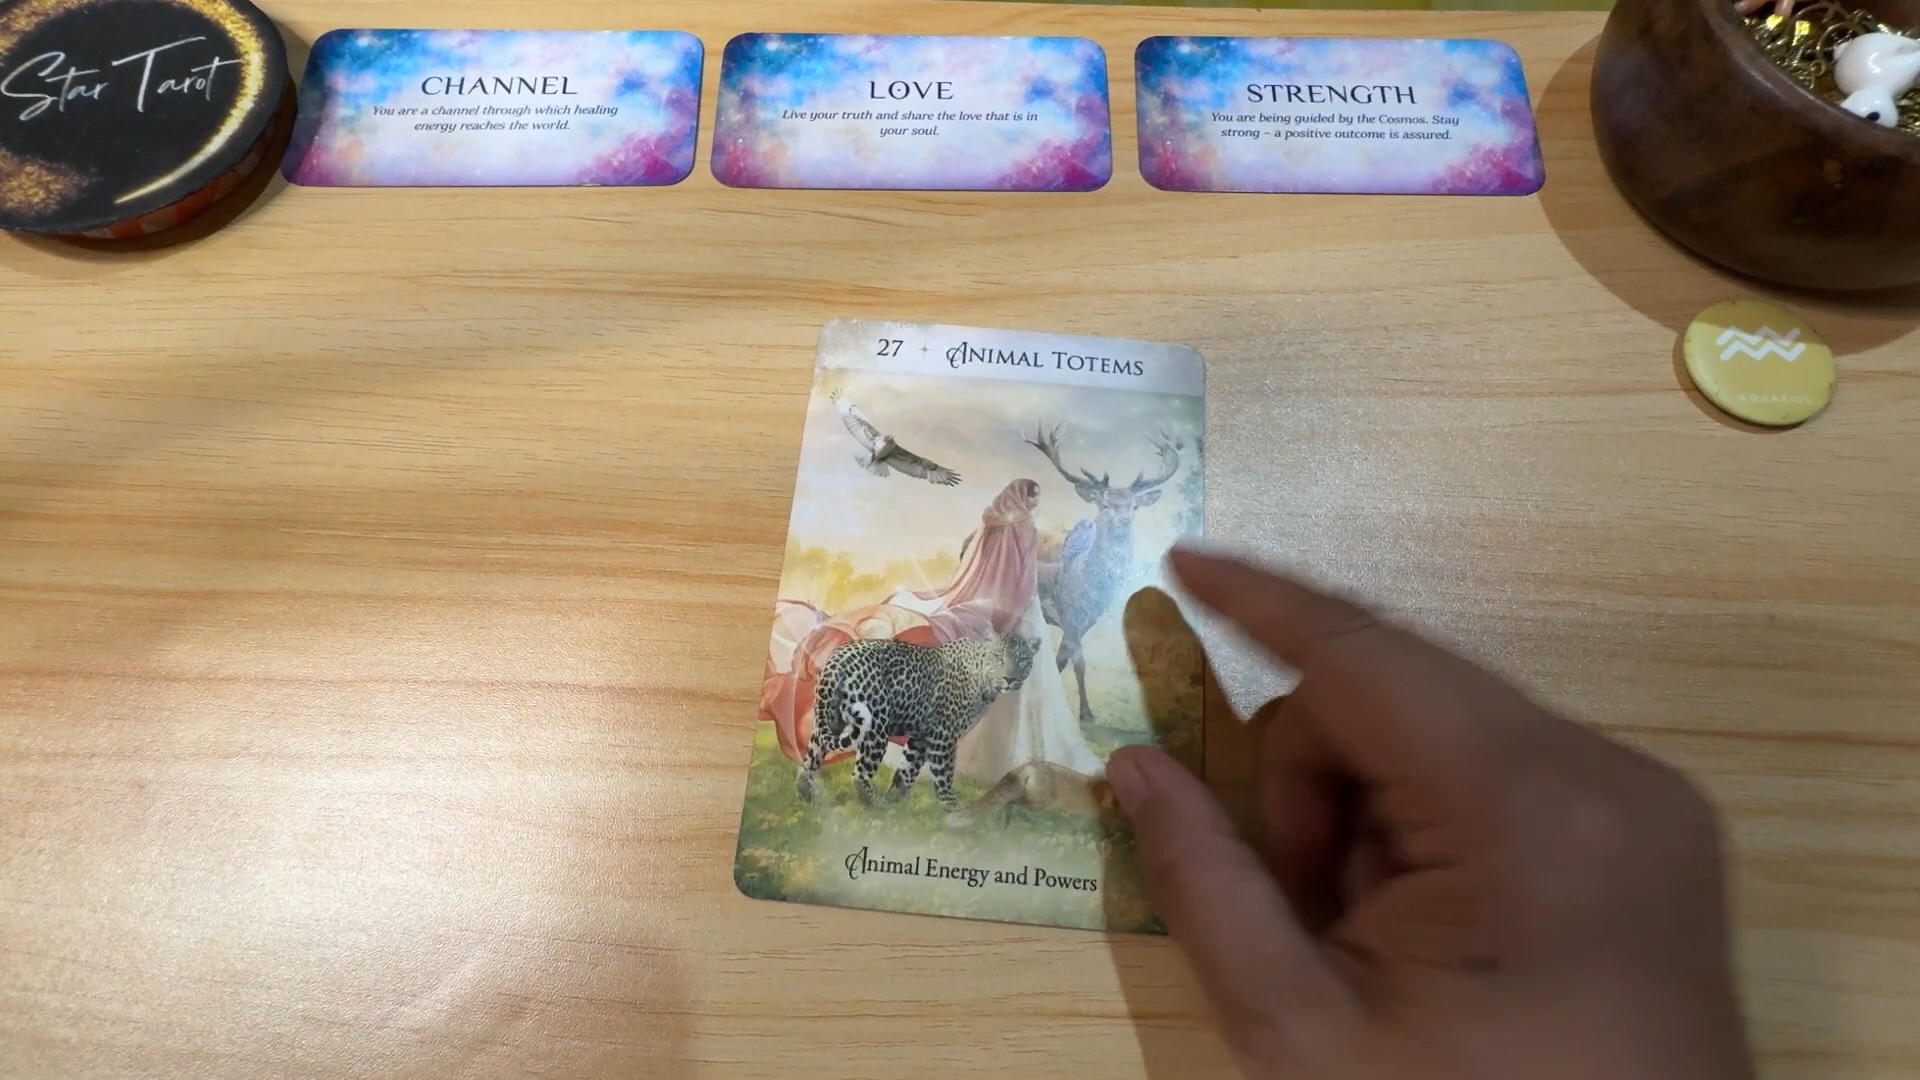 Star Tarot
CHANNEL
You are a channel through which healing
energy reaches the world.
LOVE
Live your truth and share the love that is in
your soul.
STRENGTH
You are being guided by the Cosmos. Stay
strong – a positive outcome is assured.
AQUARIUS
27 Animal Totems
Animal Energy and Powers